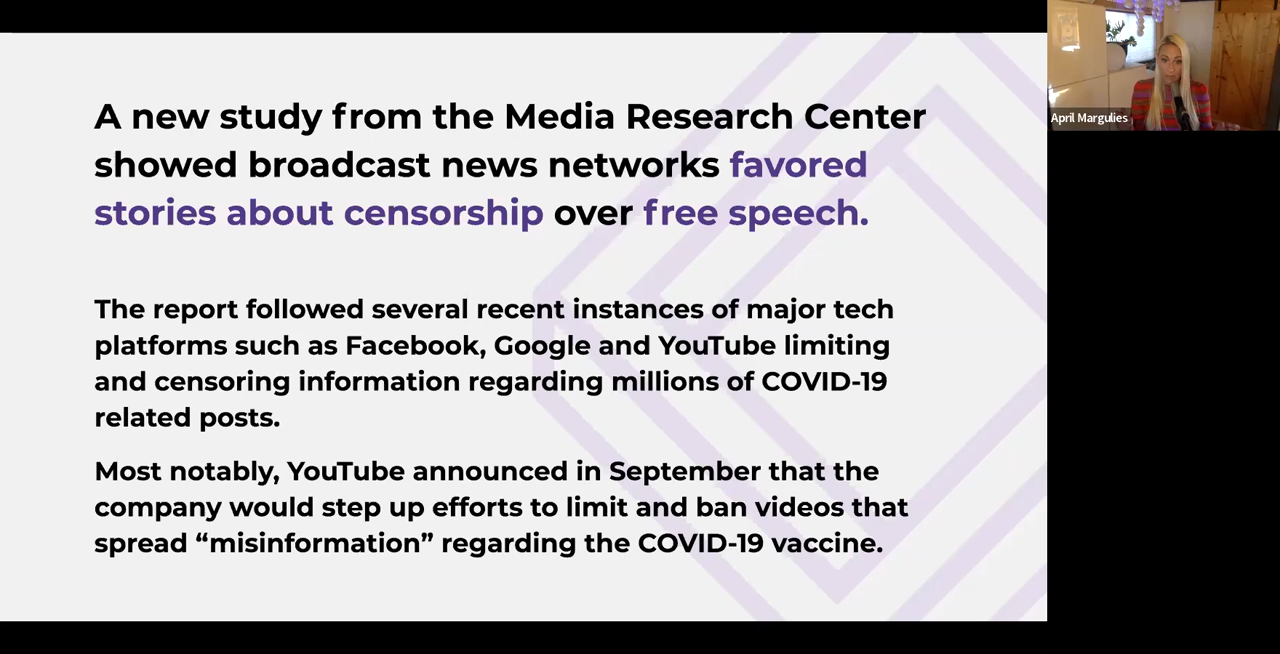 A new study from the Media Research Center
showed broadcast news networks favored
stories about censorship over free speech.
The report followed several recent instances of major tech
platforms such as Facebook, Google and YouTube limiting
and censoring information regarding millions of COVID-19
related posts.
Most notably, YouTube announced in September that the
company would step up efforts to limit and ban videos that
spread “misinformation” regarding the COVID-19 vaccine.
April Margulies